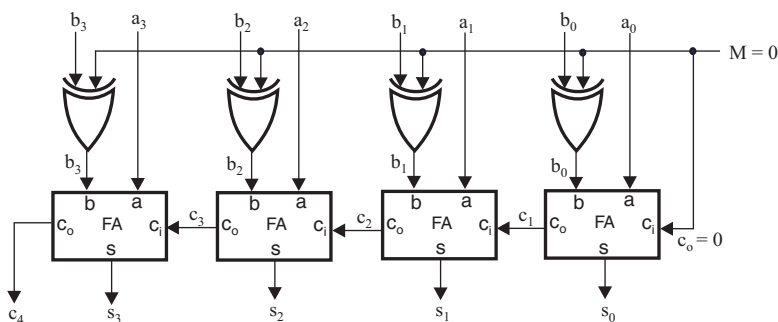 b3 a3 b2 a2 b1 a1 b0 a0
M = 0
b3 b2 b1 b0
b a b a b a b a
co FA ci c3 co FA ci c2 co FA ci c1 co FA ci co = 0
s s s s
c4 s3 s2 s1 s0